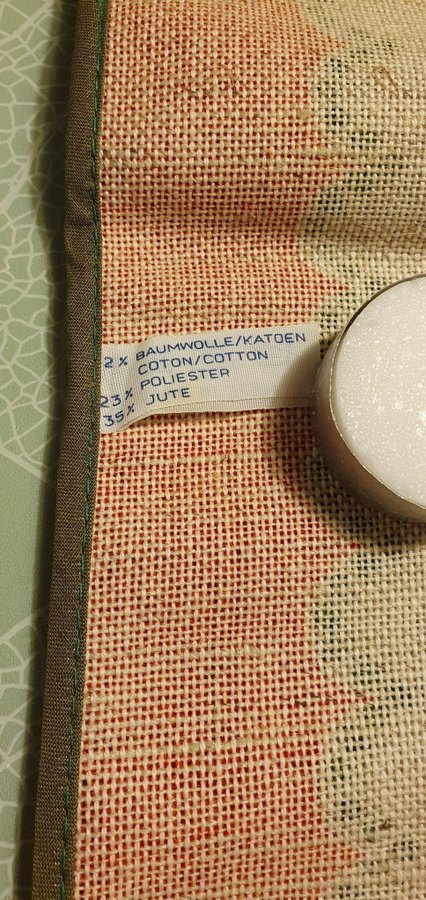 2% BAUMWOLLE/KATOEN
COTON/COTTON
23% POLIESTER
35% JUTE